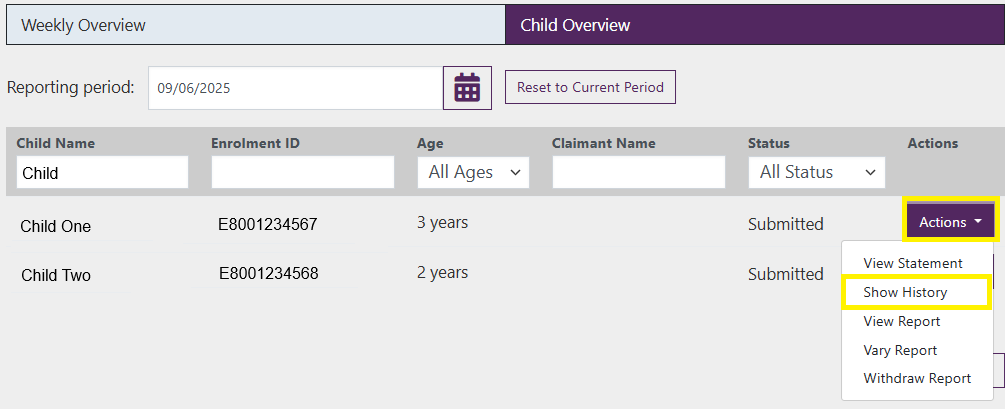 Weekly Overview Child Overview
Reporting period: 09/06/2025 Reset to Current Period
Child Name Enrolment ID Age Claimant Name Status Actions
Child All Ages All Status
Child One E8001234567 3 years Submitted Actions
Child Two E8001234568 2 years Submitted
View Statement
Show History
View Report
Vary Report
Withdraw Report